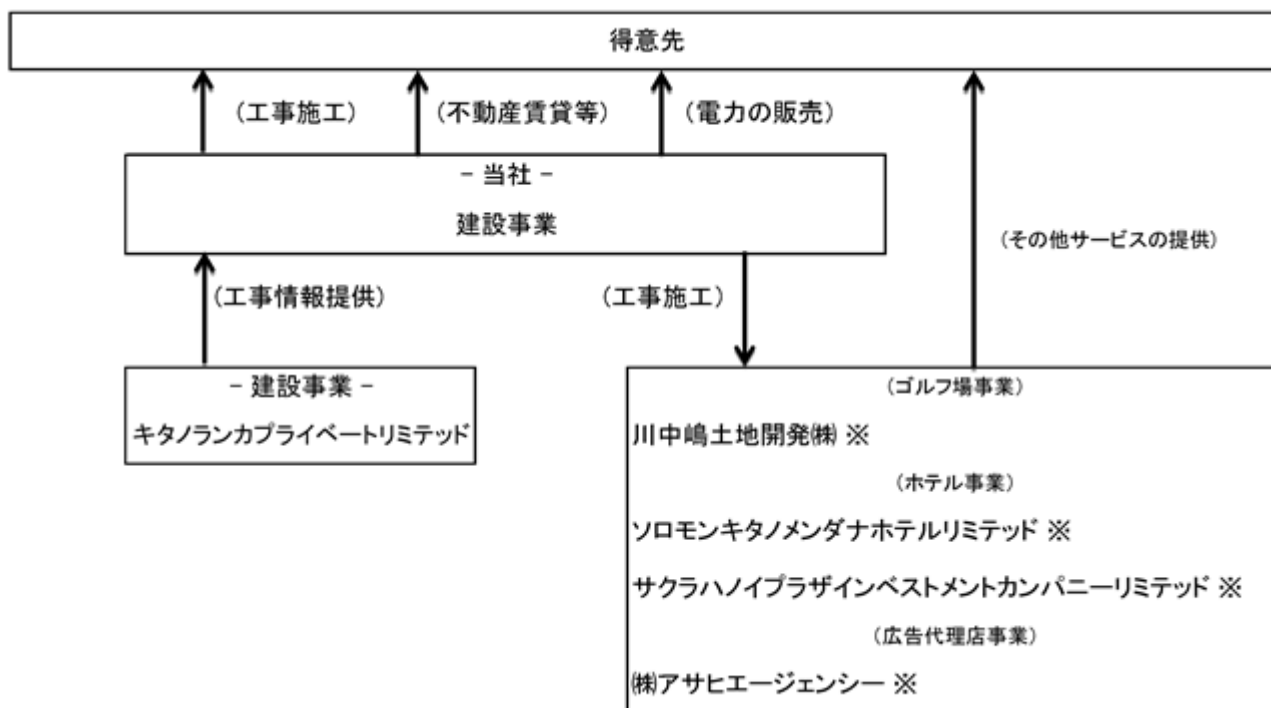 得意先
(工事施工)
(不動産賃貸等)
(電力の販売)
- 当社 -
建設事業
(その他サービスの提供)
(工事情報提供)
(工事施工)
- 建設事業 -
キタノランカプライベートリミテッド
(ゴルフ場事業)
川中嶋土地開発㈱ ※
(ホテル事業)
ソロモンキタノメンダナホテルリミテッド ※
サクラハノイプラザインベストメントカンパニーリミテッド ※
(広告代理店事業)
㈱アサヒエージェンシー ※